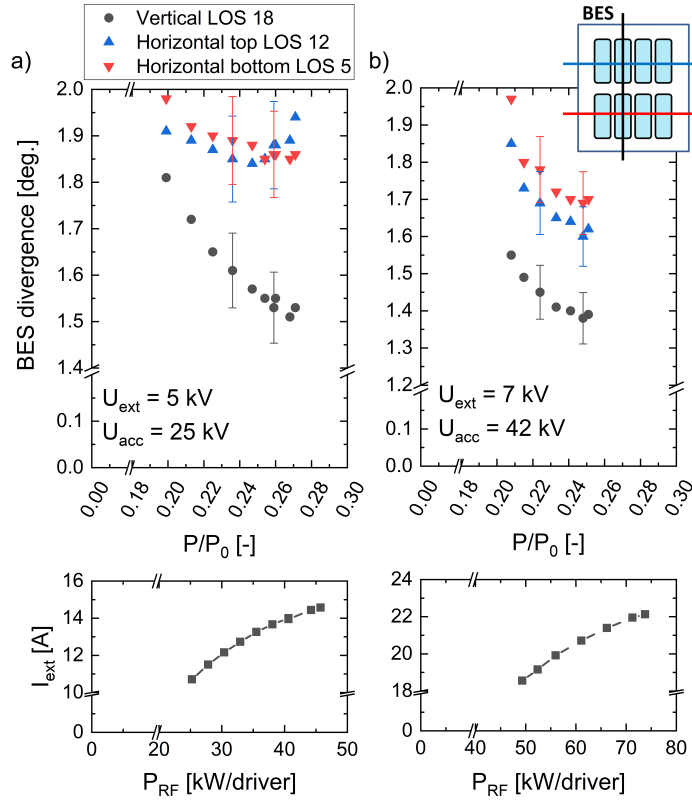 Vertical LOS 18
Horizontal top LOS 12
Horizontal bottom LOS 5
BES
a)
b)
BES divergence [deg.]
2.0
1.9
1.8
1.7
1.6
1.5
1.4
0.1
0.0
U_ext = 5 kV
U_acc = 25 kV
0.00 0.18 0.20 0.22 0.24 0.26 0.30
P/P_0 [-]
2.0
1.9
1.8
1.7
1.6
1.5
1.4
1.3
1.2
0.1
0.0
U_ext = 7 kV
U_acc = 42 kV
0.00 0.18 0.20 0.22 0.24 0.26 0.30
P/P_0 [-]
I_ext [A]
16
14
12
10
0
0 20 30 40 50
P_RF [kW/driver]
24
22
20
18
0
0 40 50 60 70 80
P_RF [kW/driver]